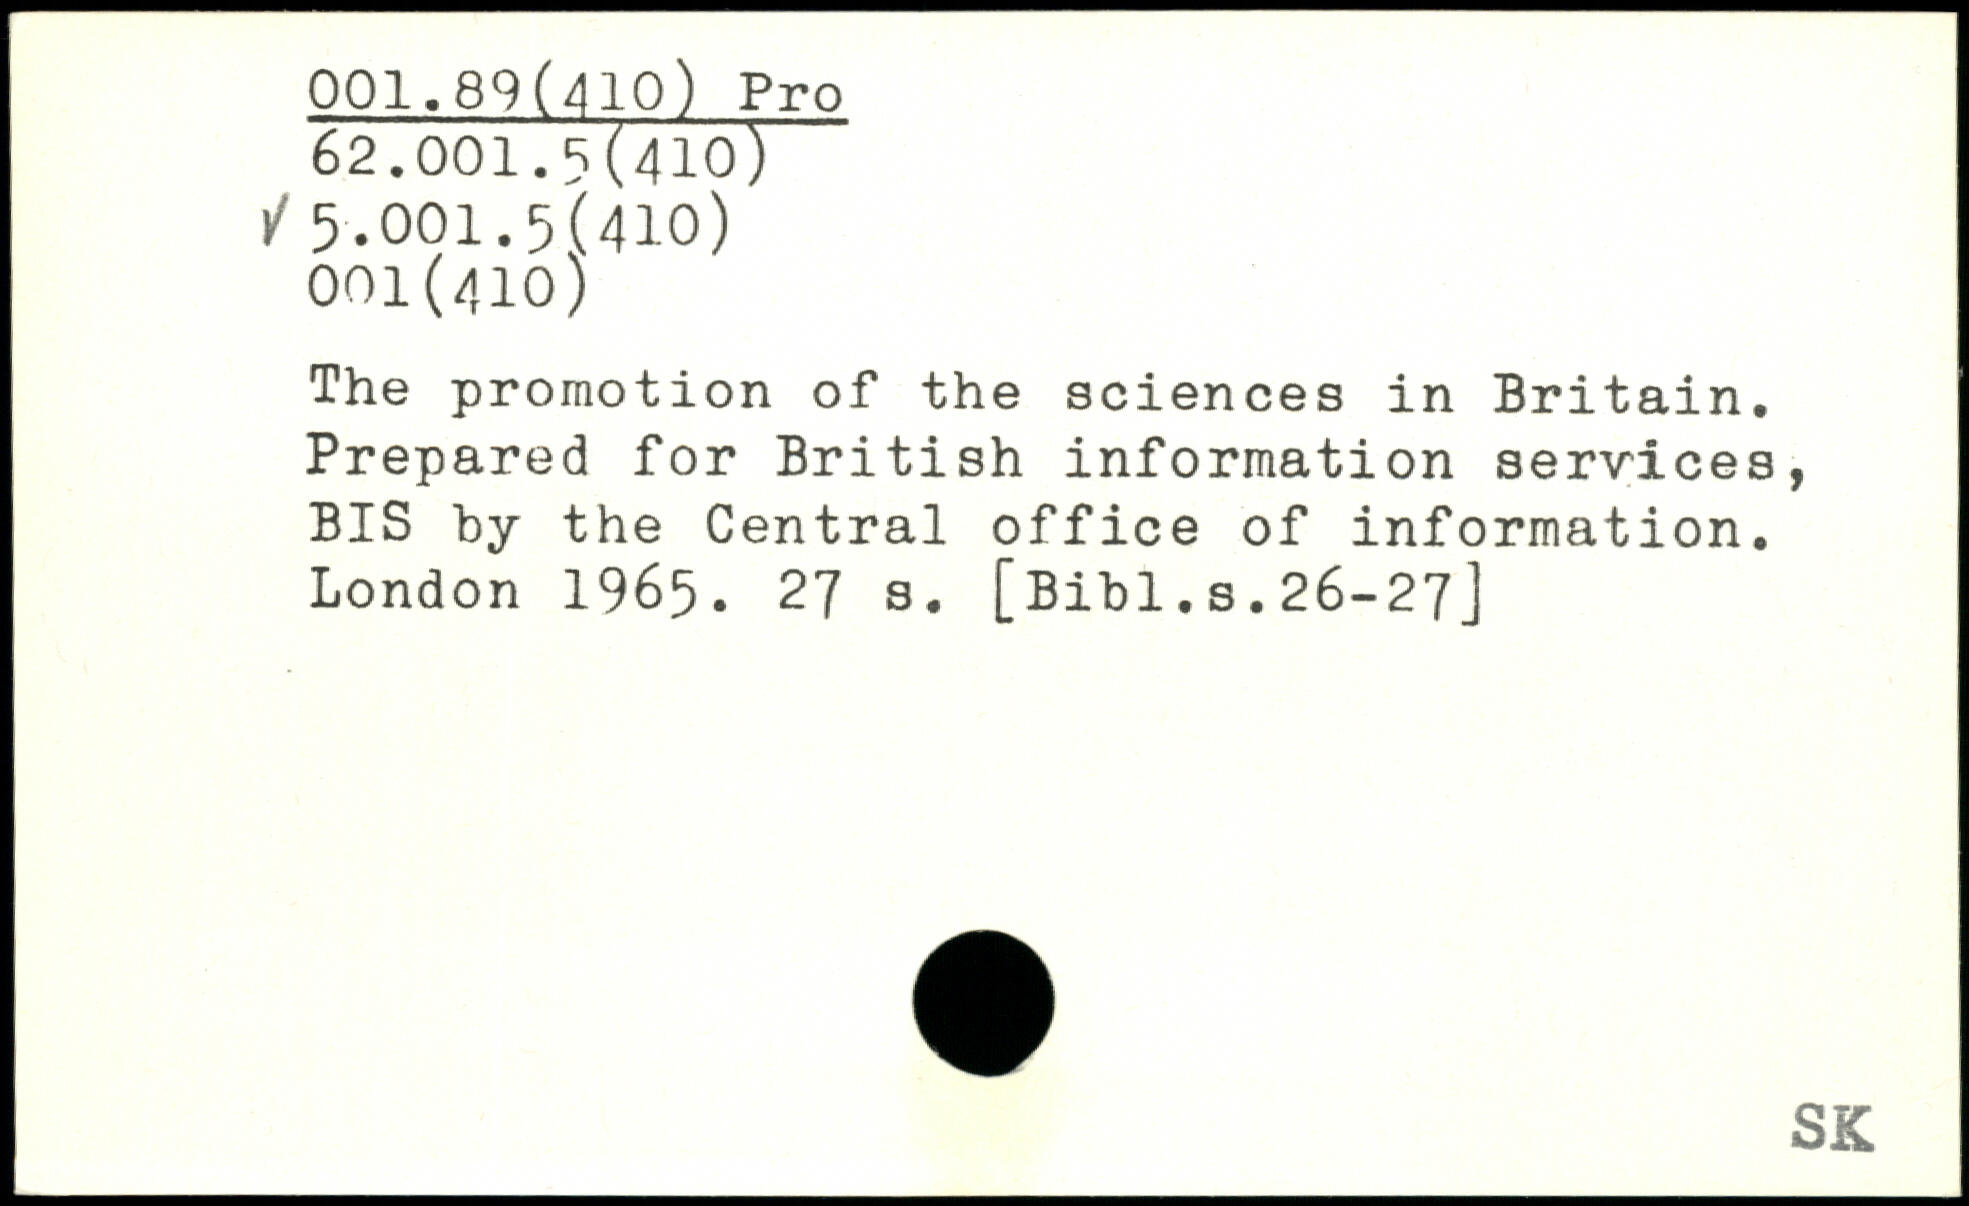 001.89(410) Pro
62.001.5(410)
✓ 5.001.5(410)
001(410)
The promotion of the sciences in Britain.
Prepared for British information services,
BIS by the Central office of information.
London 1965. 27 s. [Bibl.s.26-27]
SK